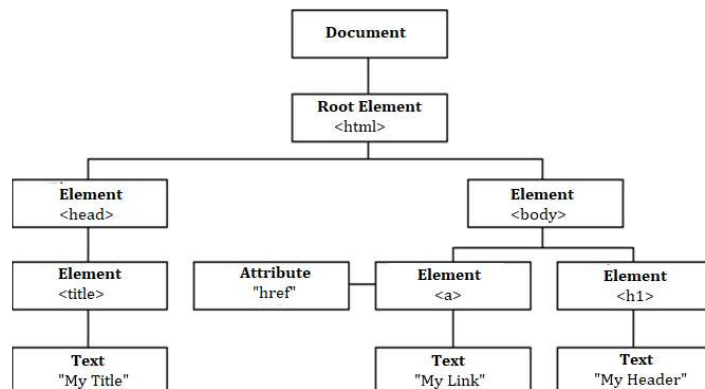 Document
Root Element
<html>
Element
<head>
Element
<body>
Element
<title>
Attribute
"href"
Element
<a>
Element
<h1>
Text
"My Title"
Text
"My Link"
Text
"My Header"